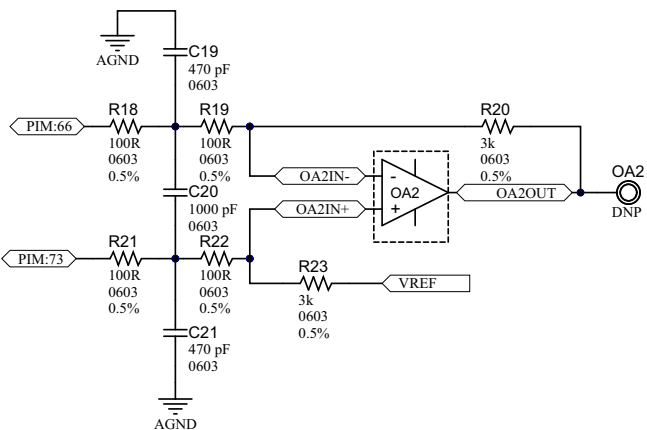 AGND
C19
470 pF
0603
PIM:66
R18
100R
0603
0.5%
R19
100R
0603
0.5%
R20
3k
0603
0.5%
OA2IN-
-
OA2
+
OA2OUT
OA2
DNP
C20
1000 pF
0603
OA2IN+
PIM:73
R21
100R
0603
0.5%
R22
100R
0603
0.5%
R23
3k
0603
0.5%
VREF
C21
470 pF
0603
AGND